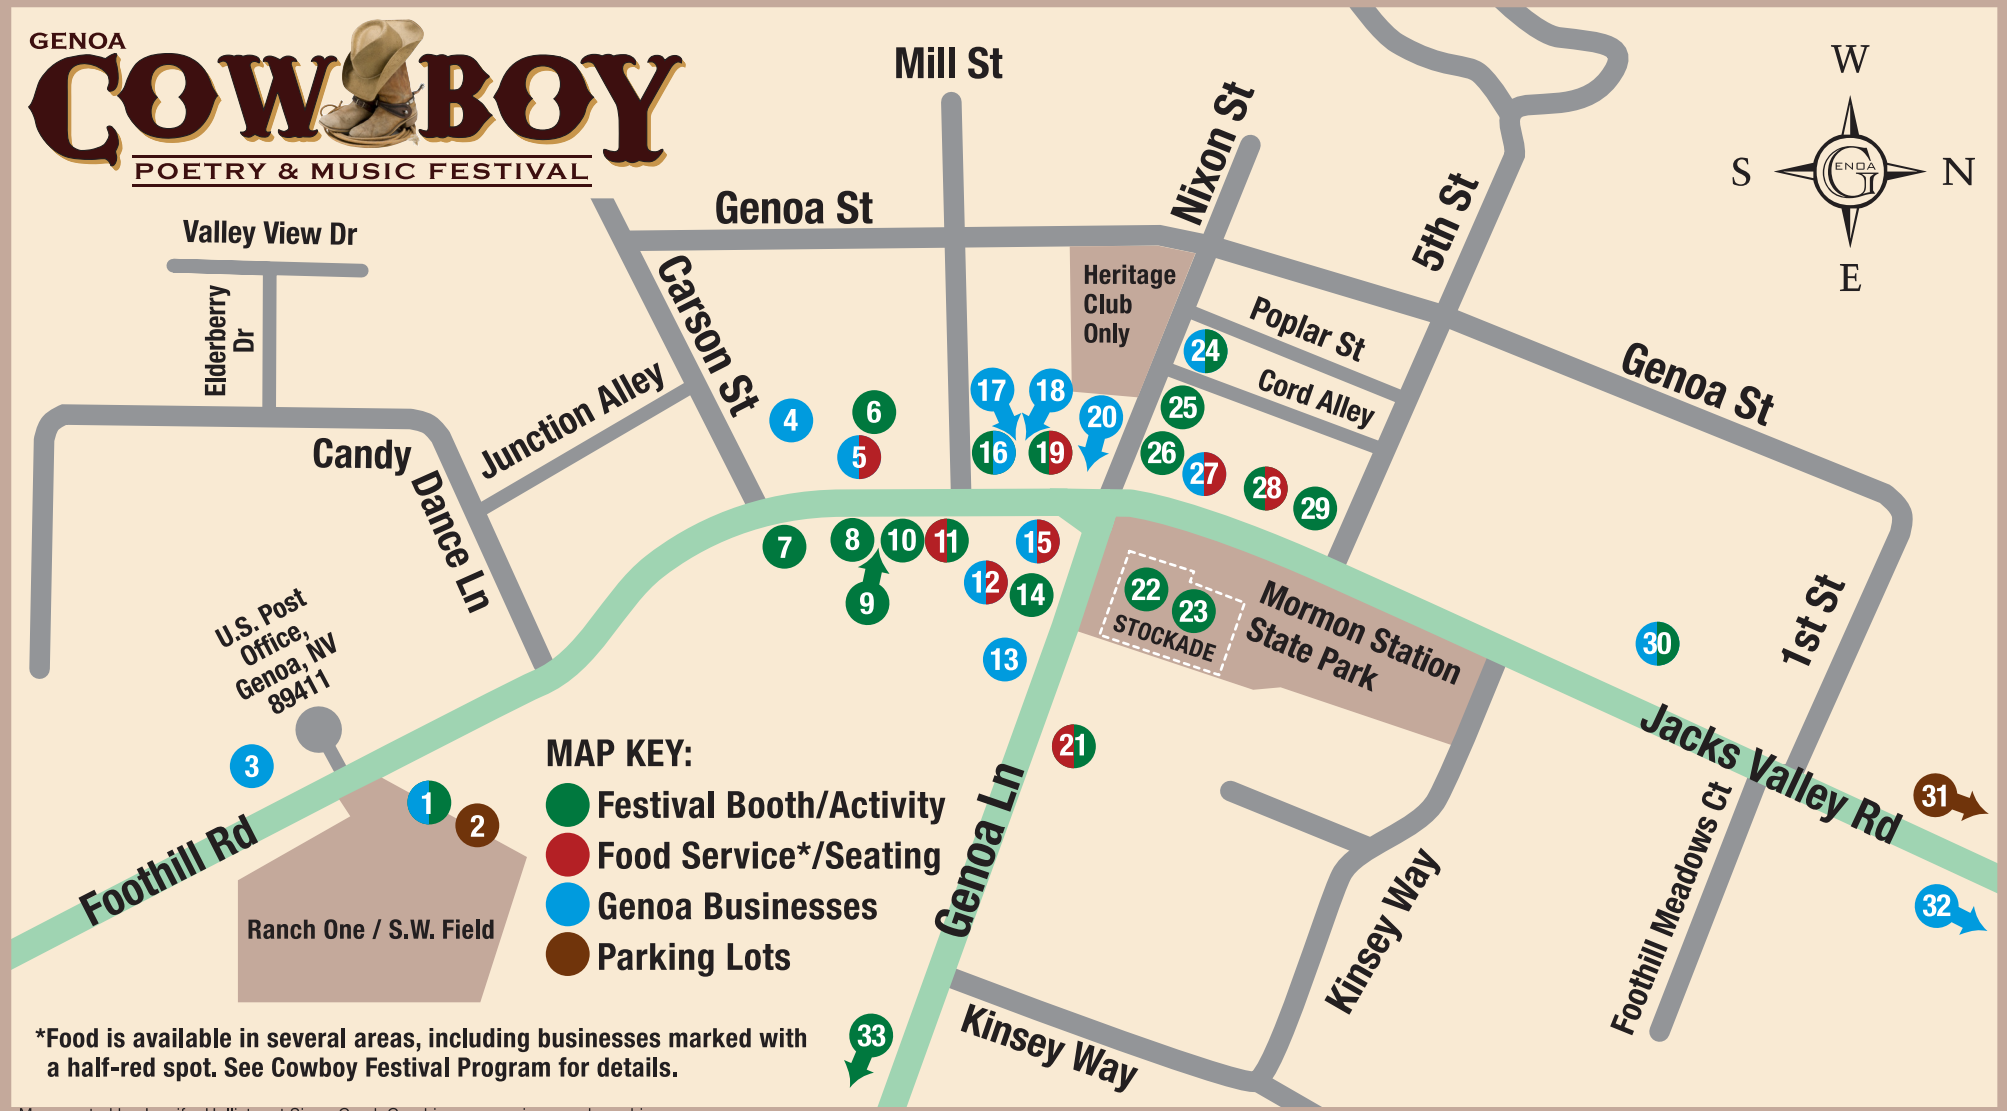 GENOA
COWBOY
POETRY & MUSIC FESTIVAL
Mill St
Nixon St
5th St
W
S
N
E
GENOA
G
Genoa St
Valley View Dr
Elderberry
Dr
Carson St
Junction Alley
Candy
Dance Ln
Heritage
Club
Only
Poplar St
Cord Alley
Genoa St
1st St
4
6
5
17
18
20
16
19
24
25
26
27
28
29
7
8
10
11
9
15
12
14
13
22
23
STOCKADE
Mormon Station
State Park
30
Jacks Valley Rd
31
32
U.S. Post
Office,
Genoa, NV
89411
3
1
2
Foothill Rd
Ranch One / S.W. Field
21
Genoa Ln
Kinsey Way
Kinsey Way
Foothill Meadows Ct
33
MAP KEY:
Festival Booth/Activity
Food Service*/Seating
Genoa Businesses
Parking Lots
*Food is available in several areas, including businesses marked with
a half-red spot. See Cowboy Festival Program for details.